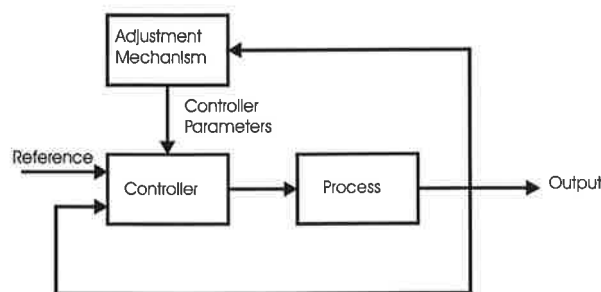 Adjustment
Mechanism
Controller
Parameters
Reference
Controller
Process
Output